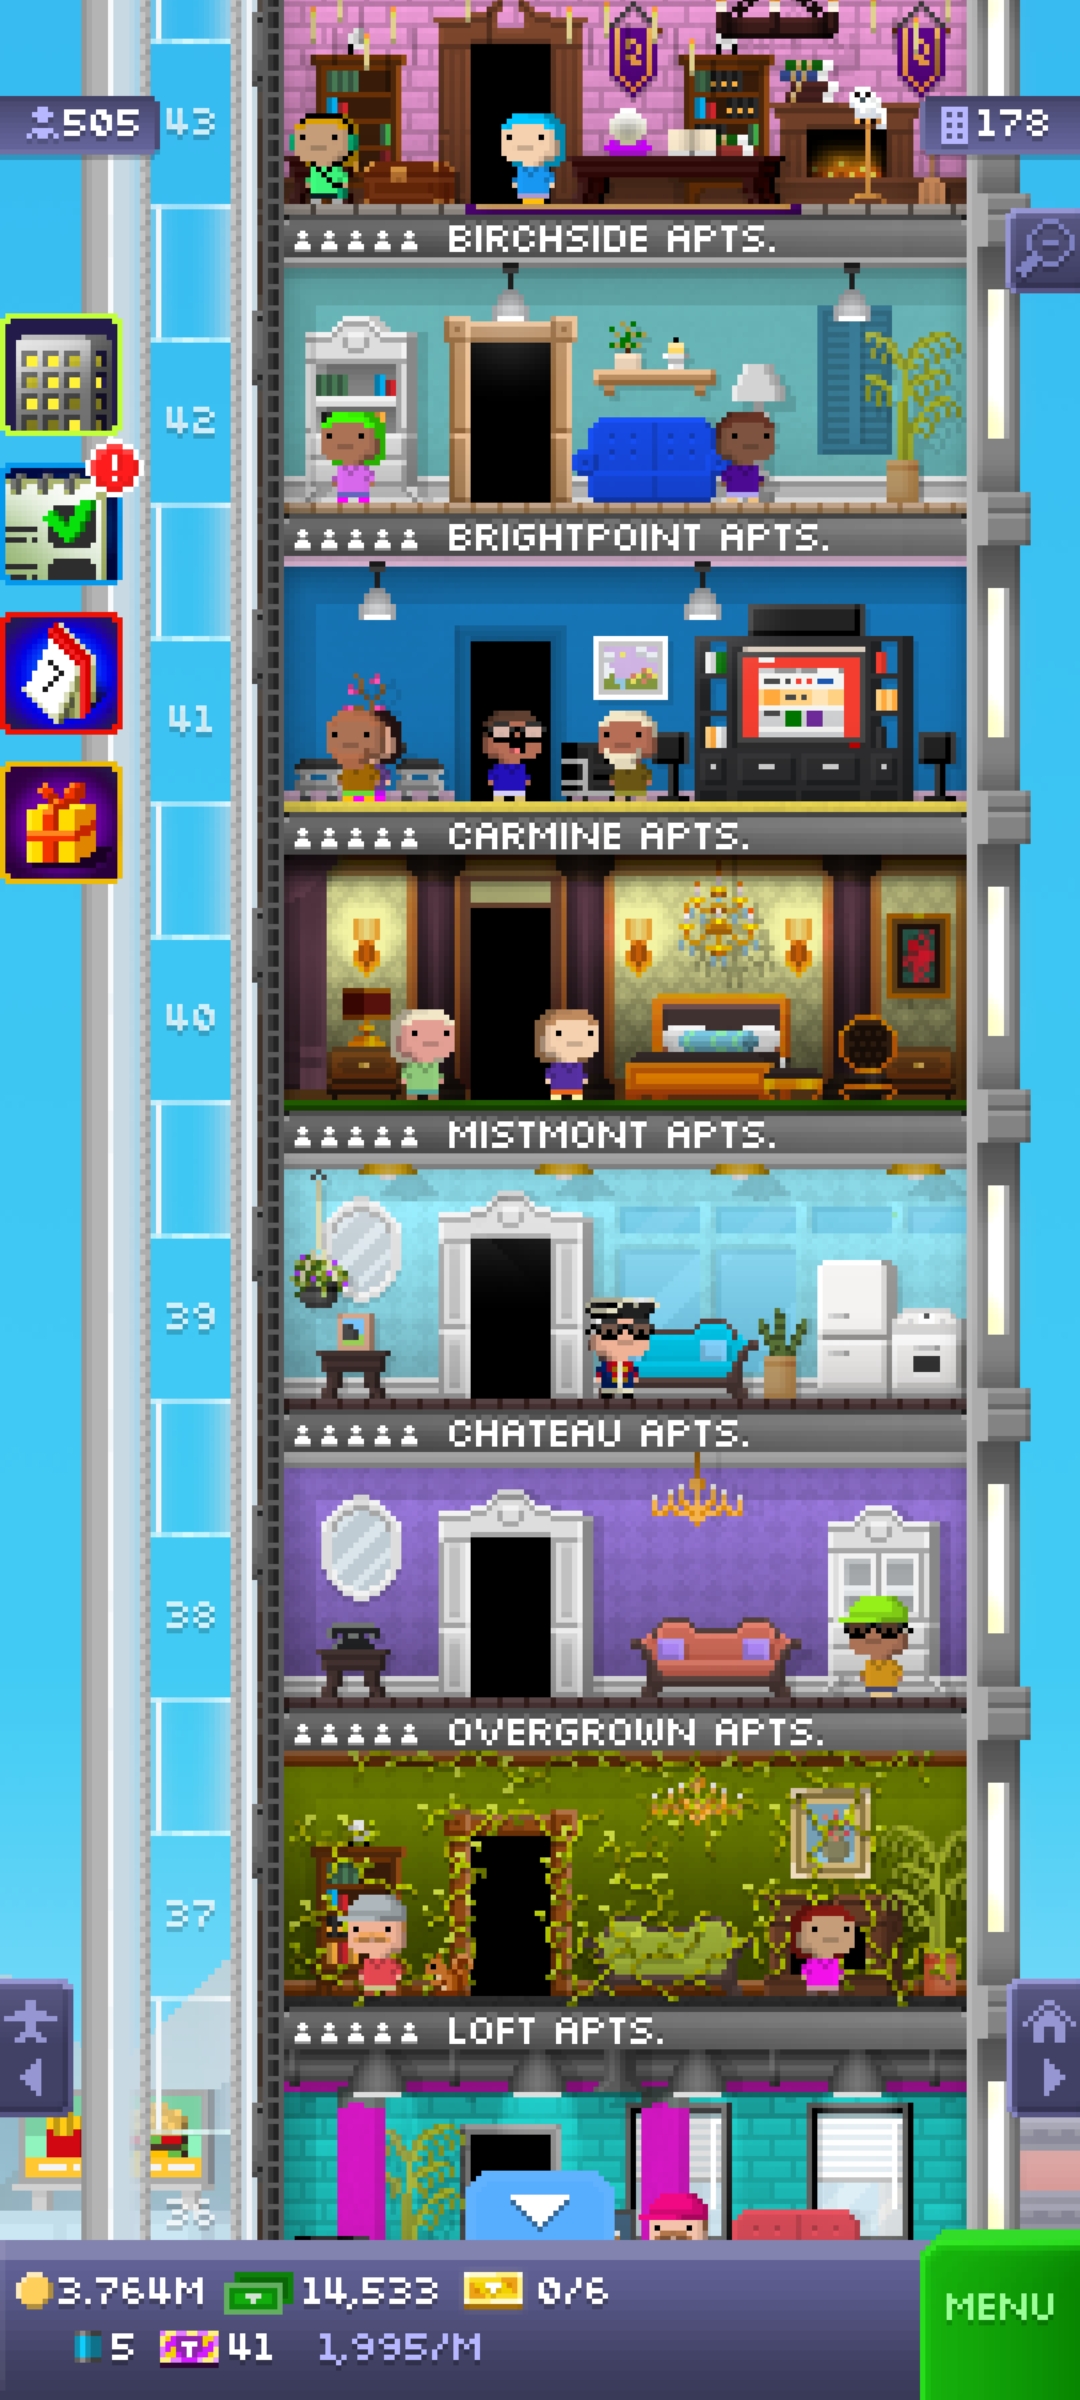 505
43
178
BIRCHSIDE APTS.
42
BRIGHTPOINT APTS.
41
CARMINE APTS.
40
MISTMONT APTS.
39
CHATEAU APTS.
38
OVERGROWN APTS.
37
LOFT APTS.
36
3.764M 14,533 0/6
5 41 1,995/M
MENU